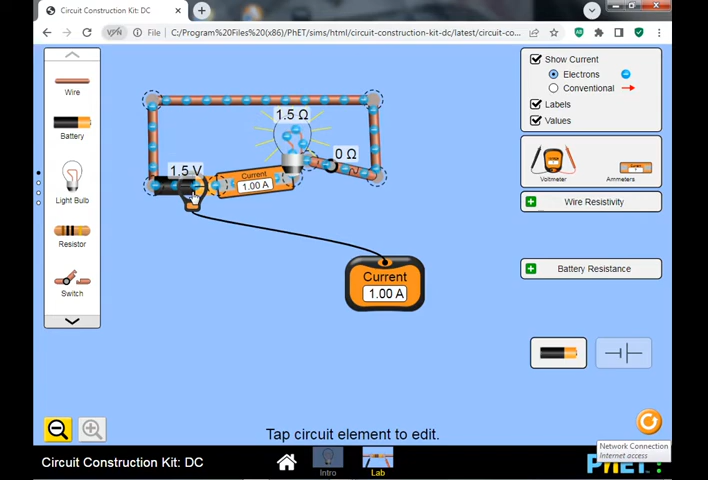 Circuit Construction Kit: DC
VPN
File
C:/Program%20Files%20(x86)/PhET/sims/html/circuit-construction-kit-dc/latest/circuit-co...
Wire
Battery
Light Bulb
Resistor
Switch
1.5 Ω
0 Ω
1.5 V
Current
1.00 A
Current
1.00 A
Show Current
Electrons
Conventional
Labels
Values
Voltmeter
Ammeters
Wire Resistivity
Battery Resistance
Tap circuit element to edit.
Network Connection
Internet access
Circuit Construction Kit: DC
Intro
Lab
PhET